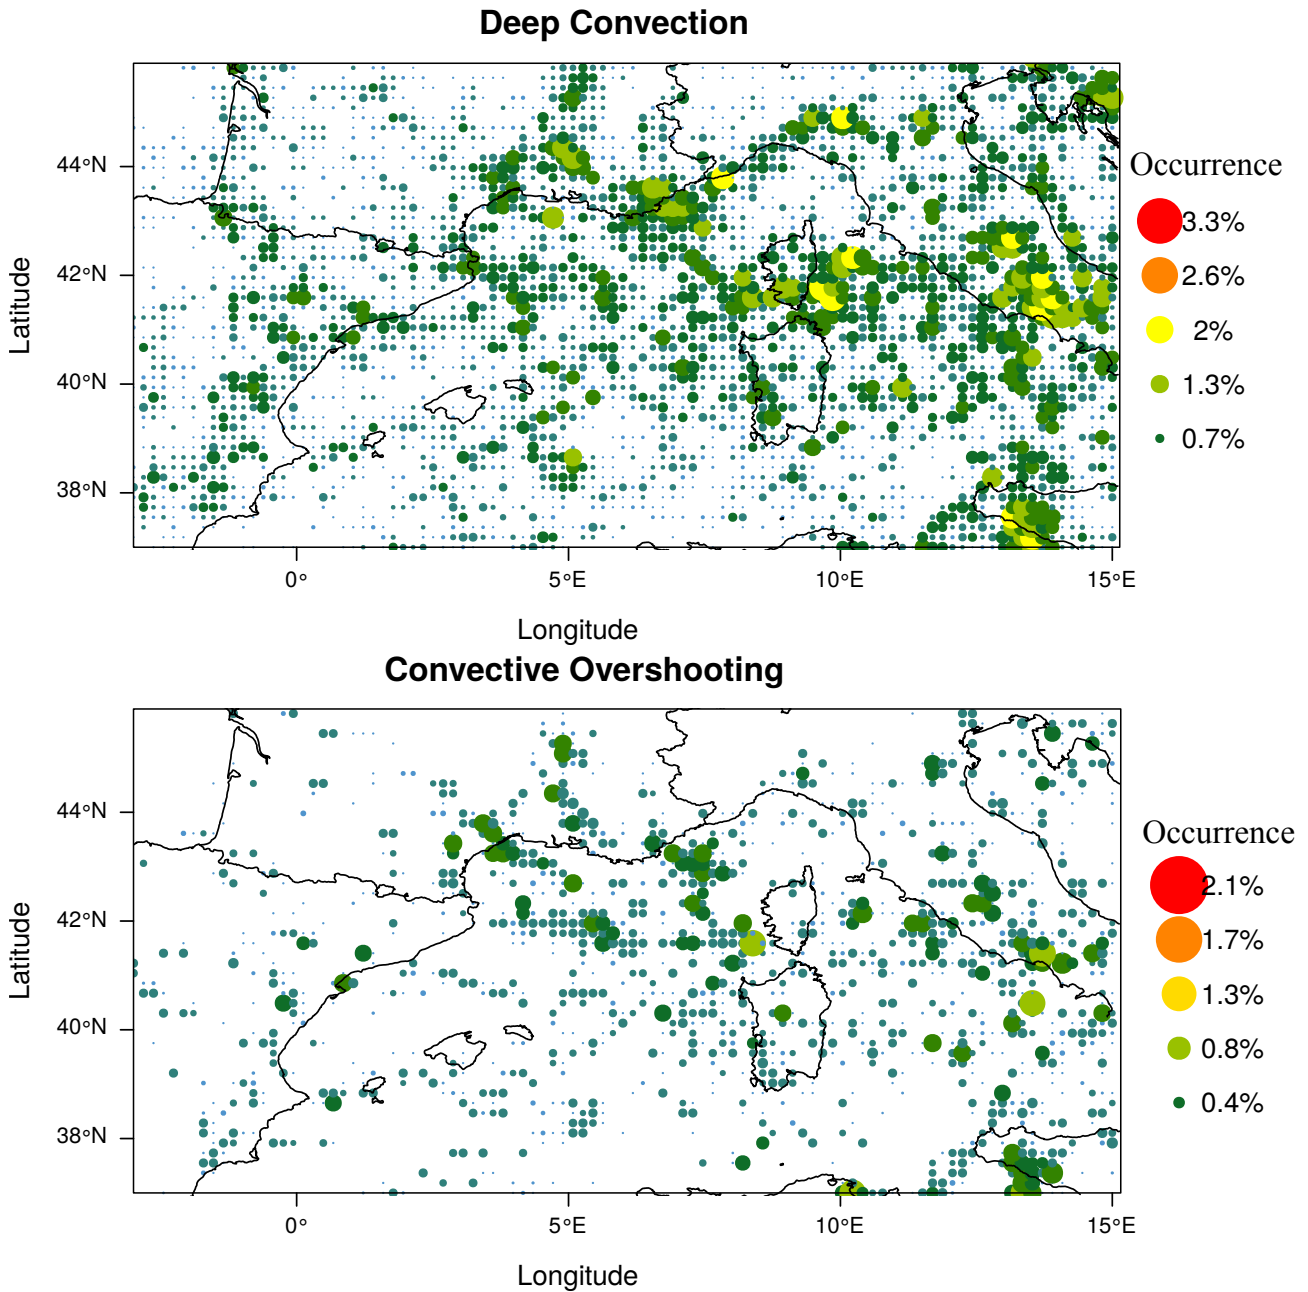 Deep Convection
44°N
42°N
40°N
38°N
Latitude
0°
5°E
10°E
15°E
Longitude
Occurrence
3.3%
2.6%
2%
1.3%
0.7%
Convective Overshooting
44°N
42°N
40°N
38°N
Latitude
0°
5°E
10°E
15°E
Longitude
Occurrence
2.1%
1.7%
1.3%
0.8%
0.4%